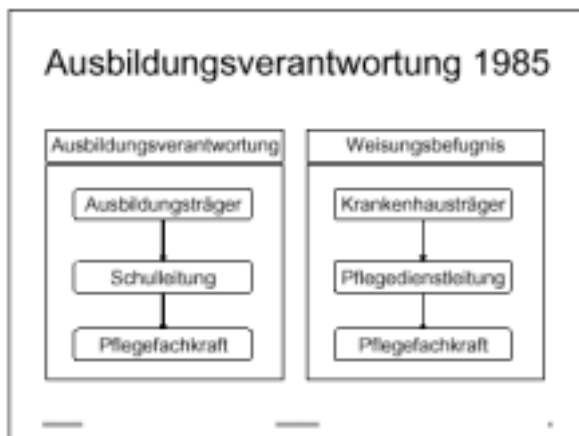 Ausbildungsverantwortung 1985
Ausbildungsverantwortung
Ausbildungsträger
Schulleitung
Pflegefachkraft
Weisungsbefugnis
Krankenhausträger
Pflegedienstleitung
Pflegefachkraft